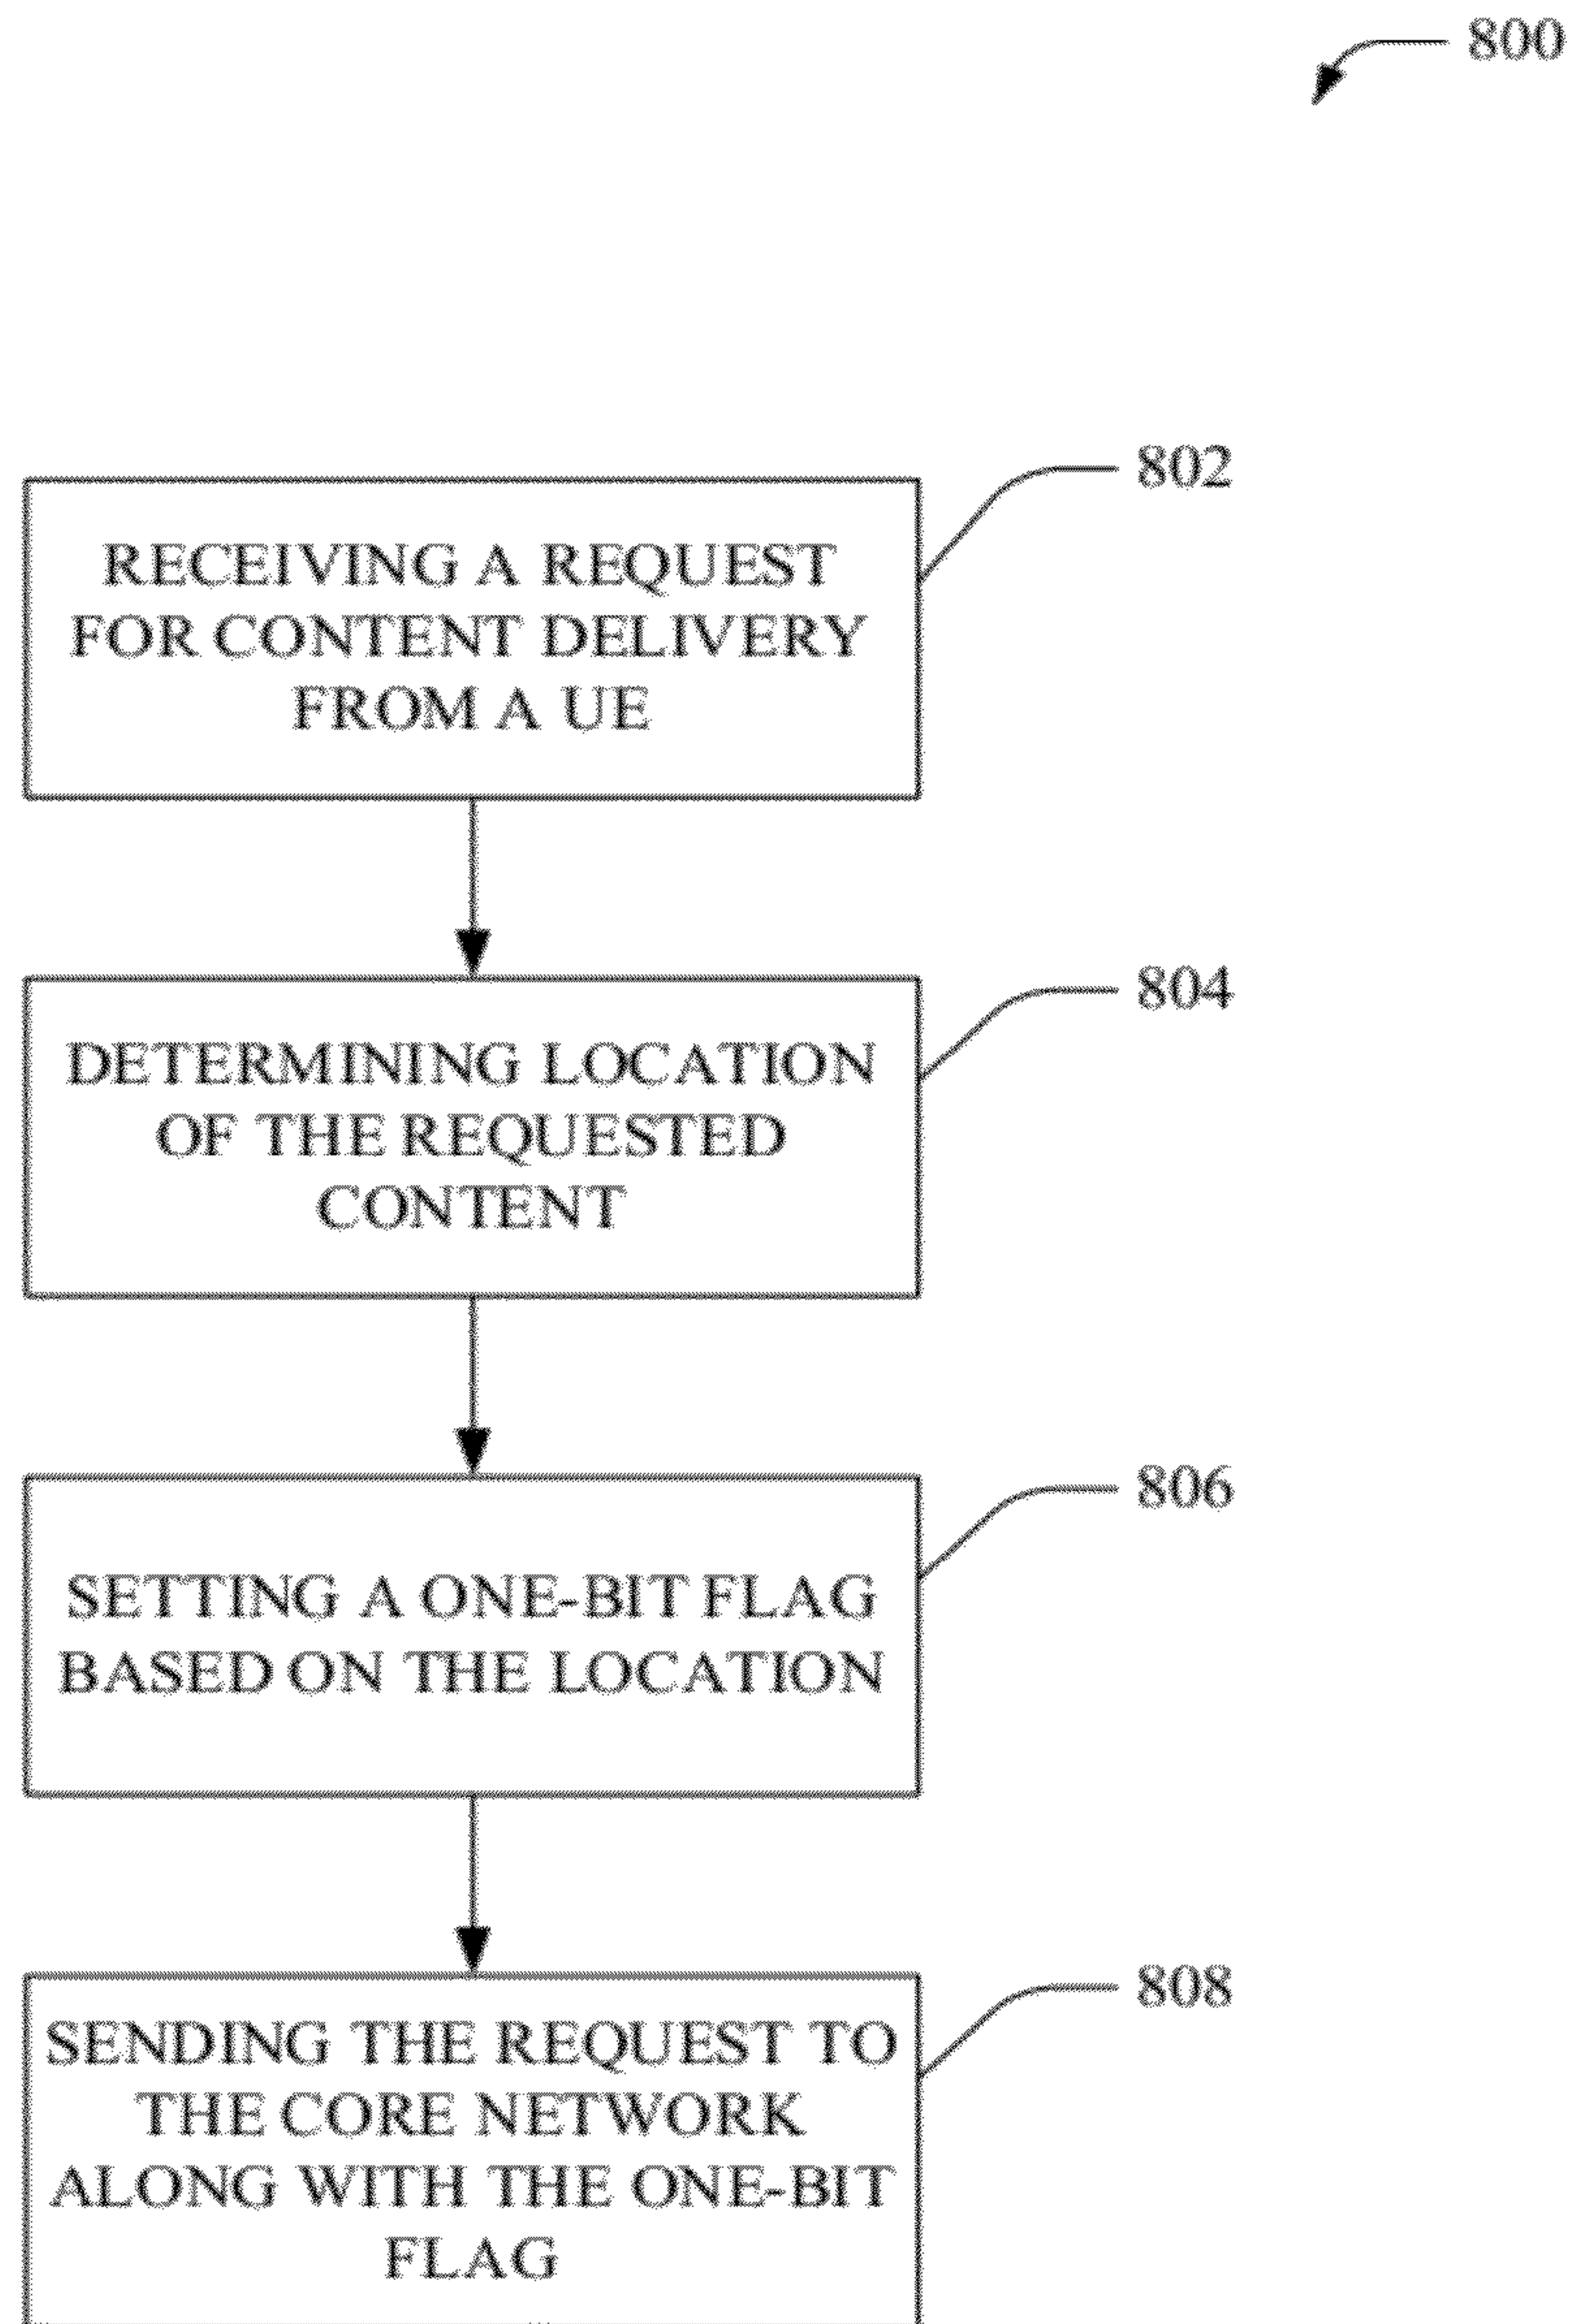 800
802
RECEIVING A REQUEST
FOR CONTENT DELIVERY
FROM A UE
804
DETERMINING LOCATION
OF THE REQUESTED
CONTENT
806
SETTING A ONE-BIT FLAG
BASED ON THE LOCATION
808
SENDING THE REQUEST TO
THE CORE NETWORK
ALONG WITH THE ONE-BIT
FLAG